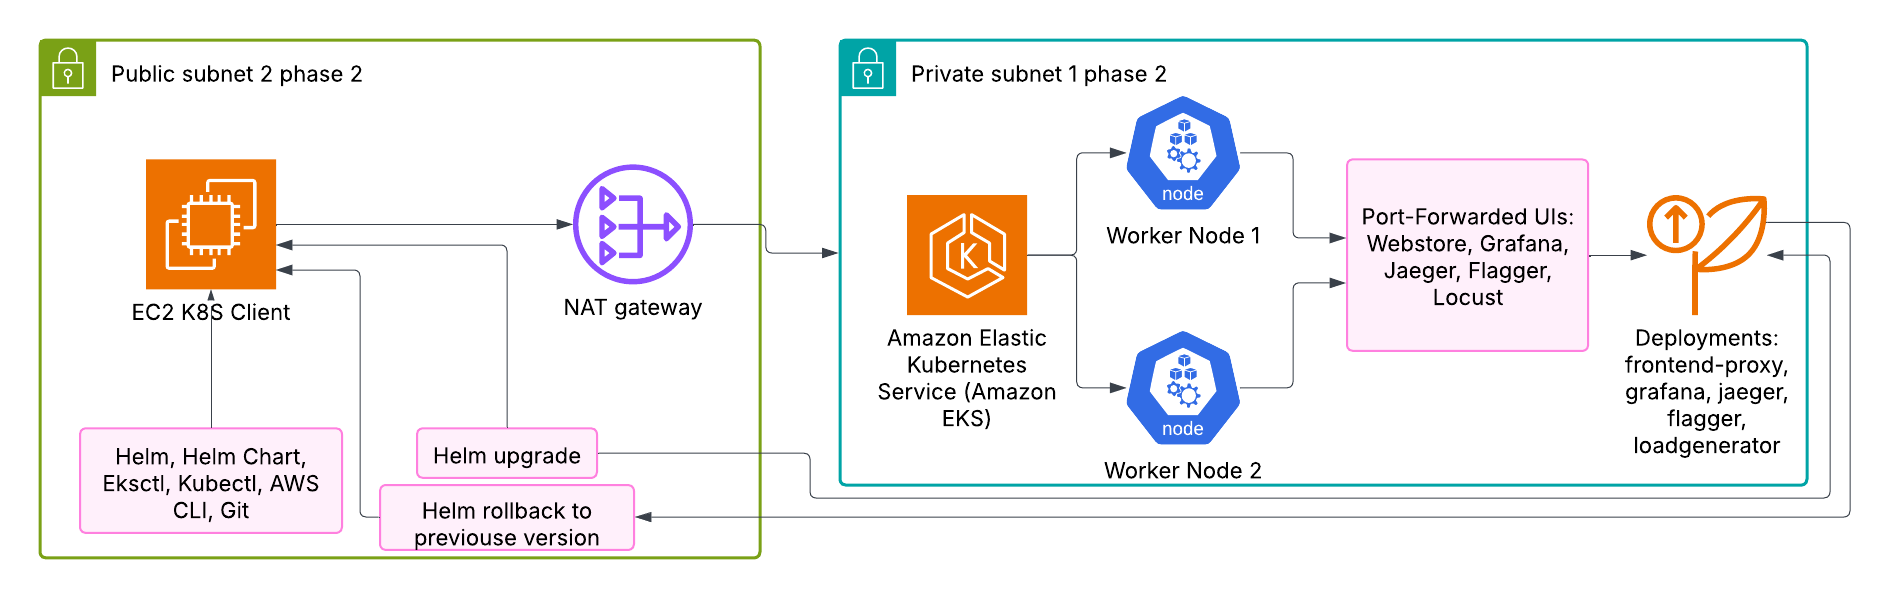 Public subnet 2 phase 2
EC2 K8S Client
NAT gateway
Helm, Helm Chart,
Eksctl, Kubectl, AWS
CLI, Git
Helm upgrade
Helm rollback to
previouse version
Private subnet 1 phase 2
Amazon Elastic
Kubernetes
Service (Amazon
EKS)
node
Worker Node 1
node
Worker Node 2
Port-Forwarded UIs:
Webstore, Grafana,
Jaeger, Flagger,
Locust
Deployments:
frontend-proxy,
grafana, jaeger,
flagger,
loadgenerator